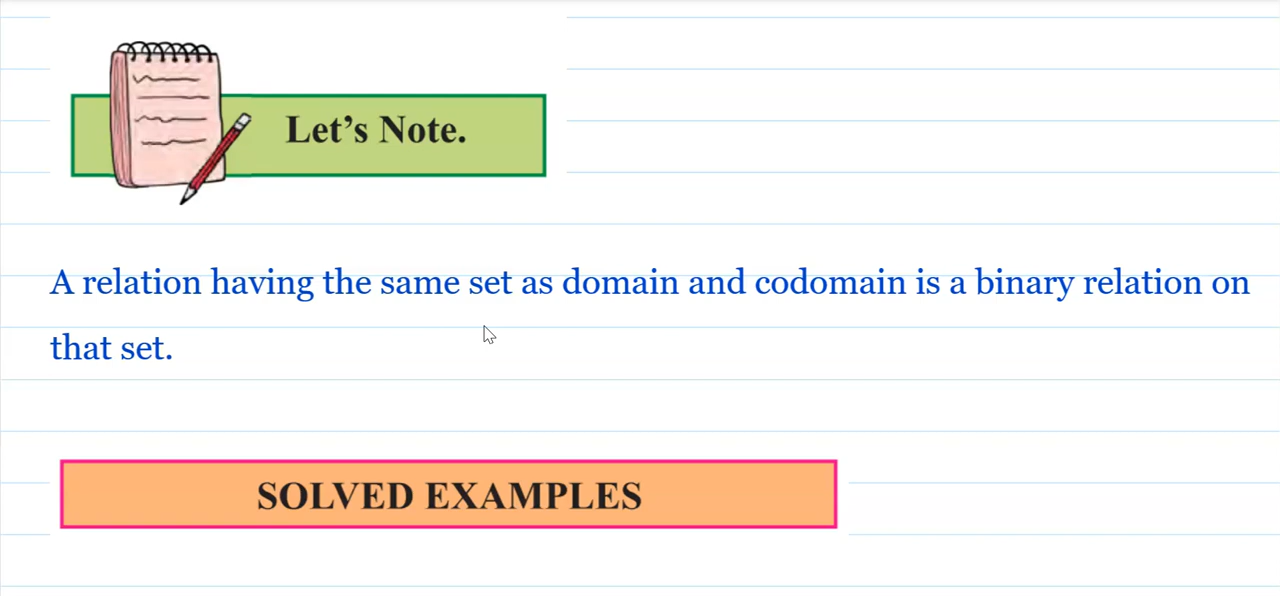 Let’s Note.
A relation having the same set as domain and codomain is a binary relation on
that set.
SOLVED EXAMPLES